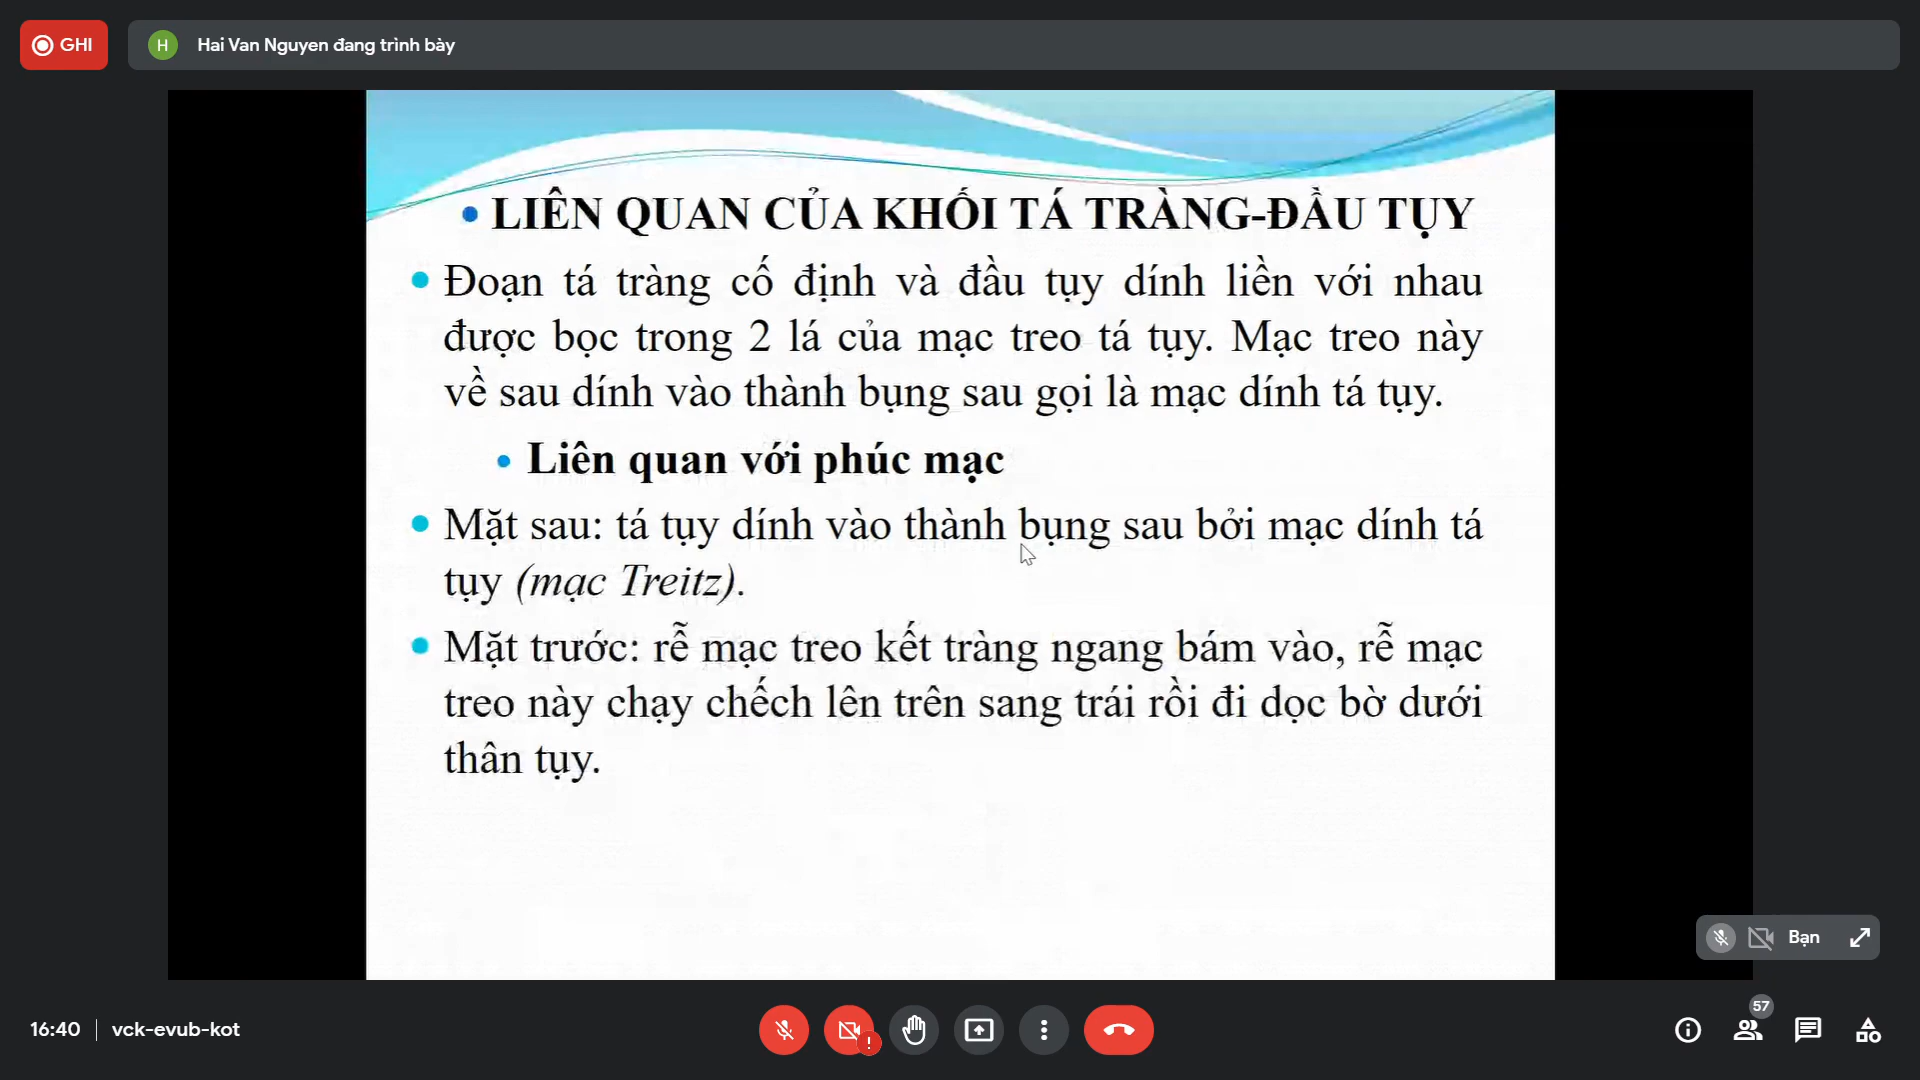 GHI
H
Hai Van Nguyen đang trình bày
• LIÊN QUAN CỦA KHỐI TÁ TRÀNG-ĐẦU TỤY
• Đoạn tá tràng cố định và đầu tụy dính liền với nhau
được bọc trong 2 lá của mạc treo tá tụy. Mạc treo này
về sau dính vào thành bụng sau gọi là mạc dính tá tụy.
• Liên quan với phúc mạc
• Mặt sau: tá tụy dính vào thành bụng sau bởi mạc dính tá
tụy (mạc Treitz).
• Mặt trước: rễ mạc treo kết tràng ngang bám vào, rễ mạc
treo này chạy chếch lên trên sang trái rồi đi dọc bờ dưới
thân tụy.
Bạn
57
16:40 | vck-evub-kot
!